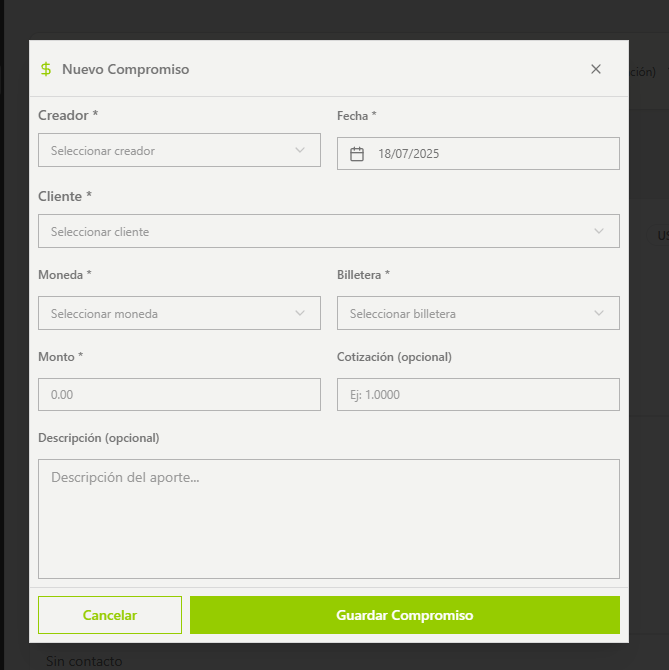 $ Nuevo Compromiso
ción)
Creador *
Fecha *
Seleccionar creador
18/07/2025
Cliente *
Seleccionar cliente
Moneda *
Billetera *
Seleccionar moneda
Seleccionar billetera
Monto *
Cotización (opcional)
0.00
Ej: 1.0000
Descripción (opcional)
Descripción del aporte...
Cancelar
Guardar Compromiso
Sin contacto